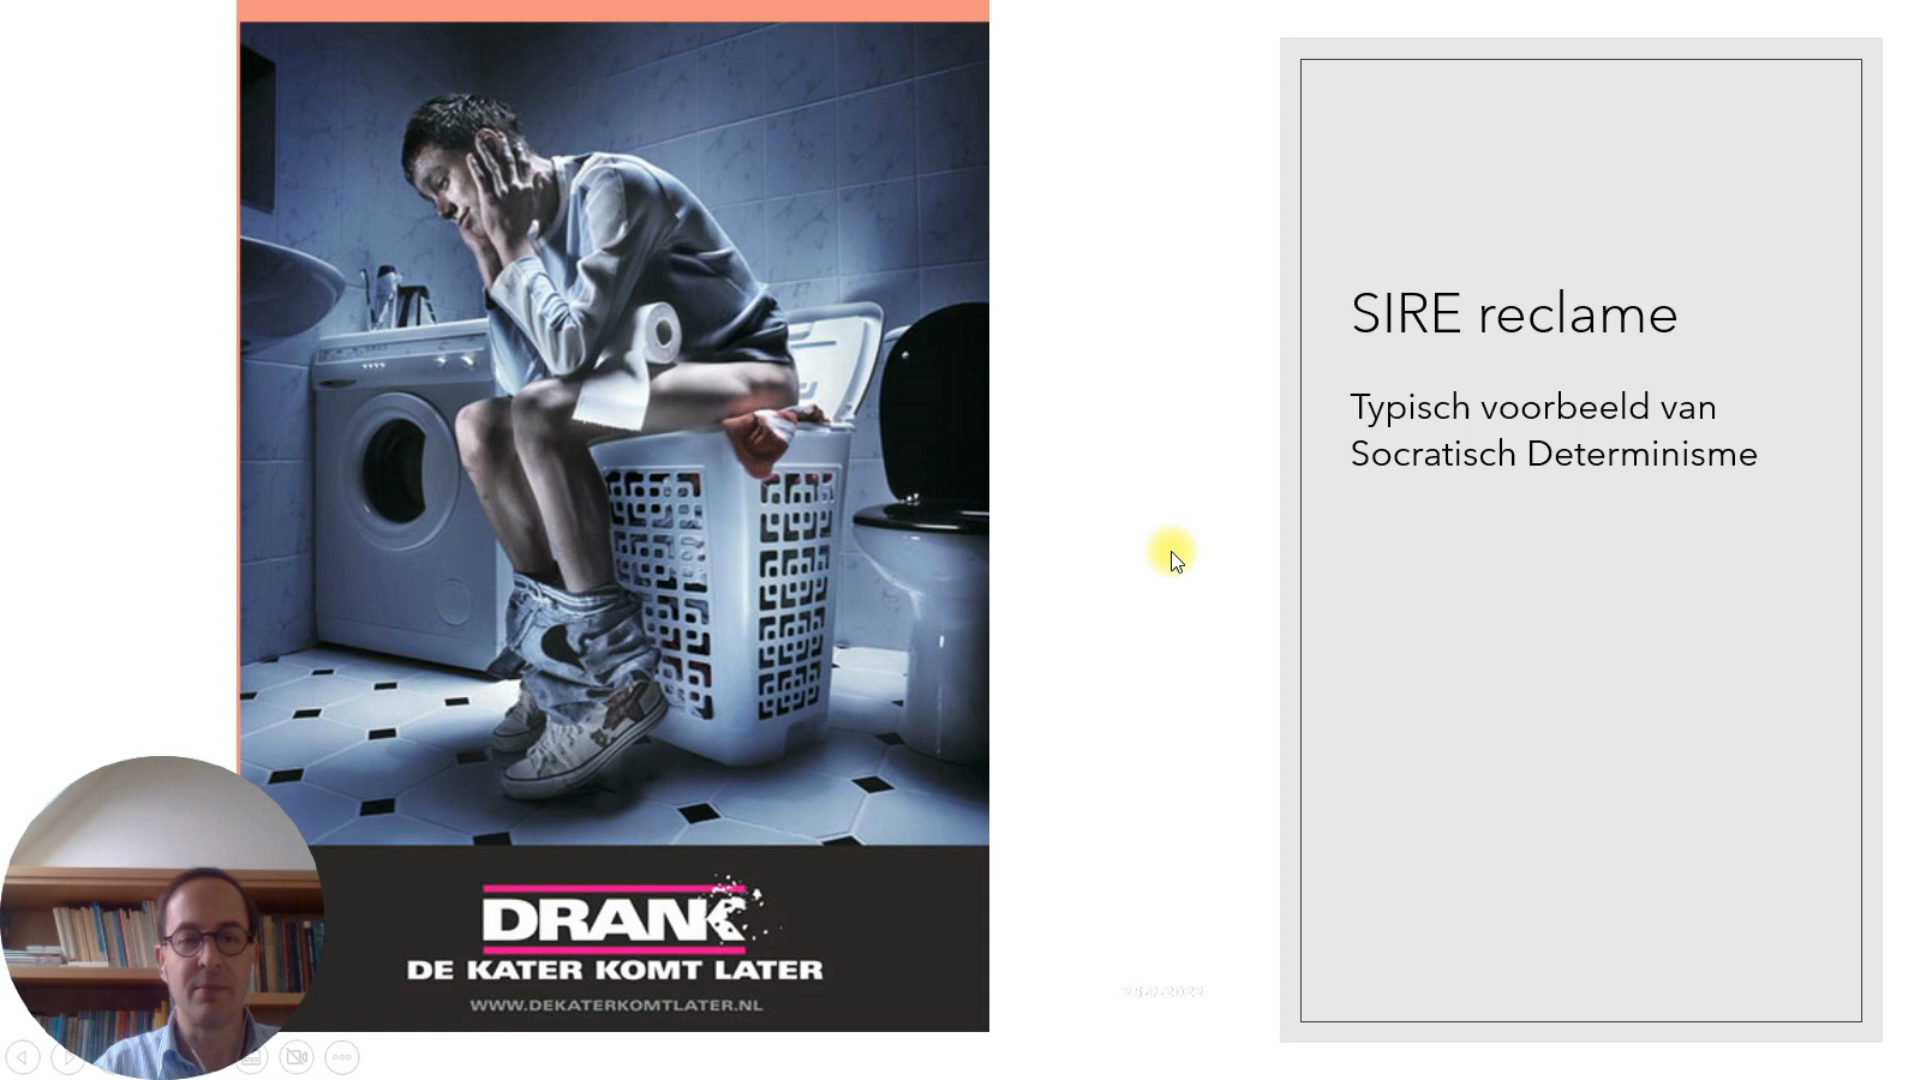 DRANK
DE KATER KOMT LATER
WWW.DEKATERKOMTLATER.NL
SIRE reclame
Typisch voorbeeld van
Socratisch Determinisme